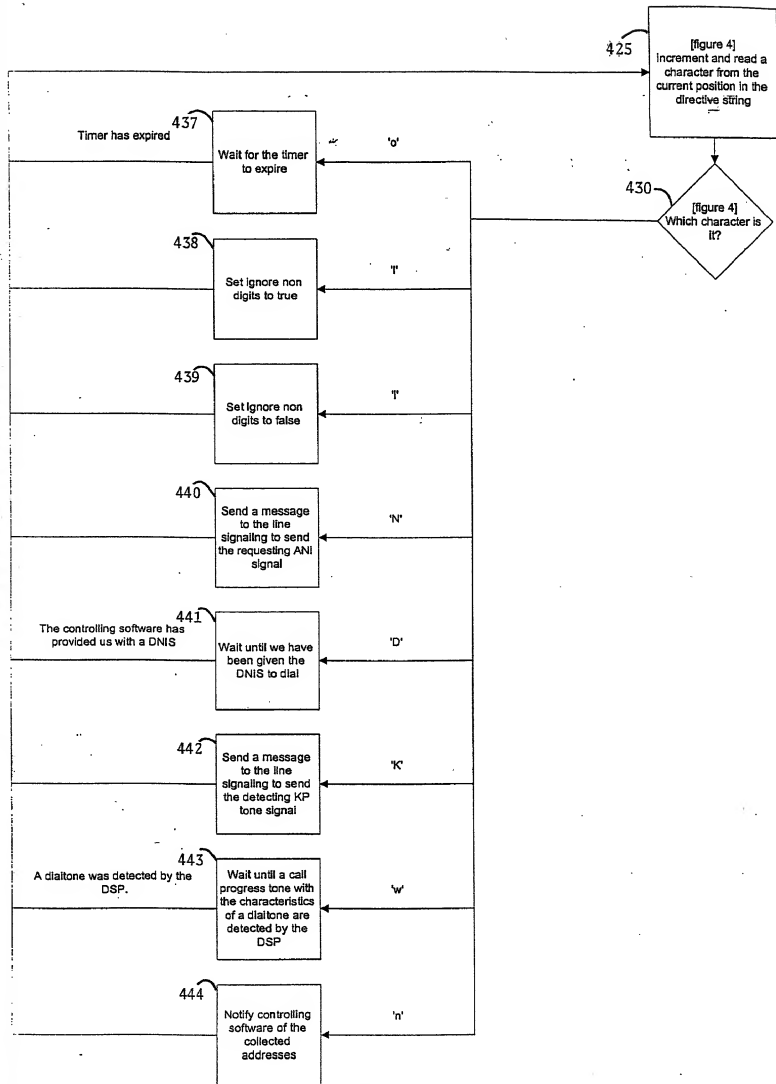 425
[figure 4]
Increment and read a
character from the
current position in the
directive string
430
[figure 4]
Which character is
it?
Timer has expired
437
Wait for the timer
to expire
'o'
438
Set ignore non
digits to true
'I'
439
Set ignore non
digits to false
'I'
440
Send a message
to the line
signaling to send
the requesting ANI
signal
'N'
The controlling software has
provided us with a DNIS
441
Wait until we have
been given the
DNIS to dial
'D'
442
Send a message
to the line
signaling to send
the detecting KP
tone signal
'K'
A dialtone was detected by the
DSP.
443
Wait until a call
progress tone with
the characteristics
of a dialtone are
detected by the
DSP
'w'
444
Notify controlling
software of the
collected
addresses
'n'